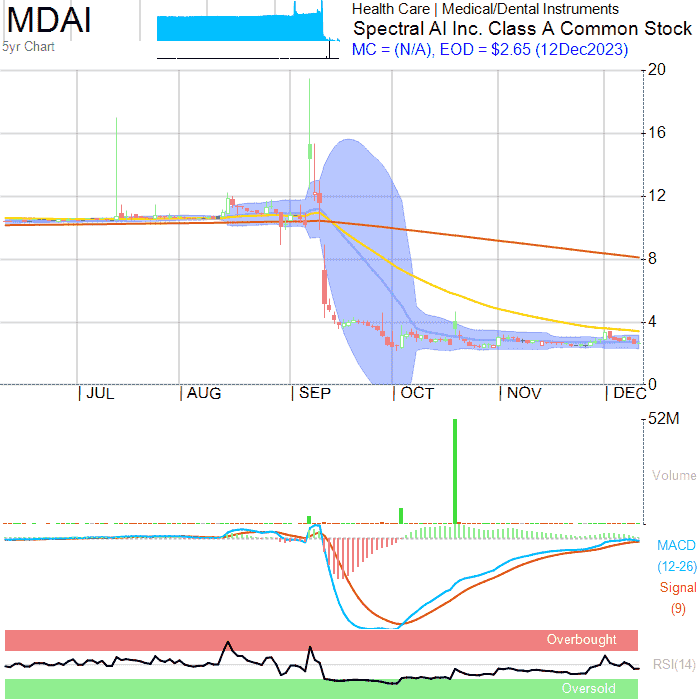 MDAI
5yr Chart
Health Care | Medical/Dental Instruments
Spectral AI Inc. Class A Common Stock
MC = (N/A), EOD = $2.65 (12Dec2023)
20
16
12
8
4
0
| JUL | AUG | SEP | OCT | NOV | DEC
52M
Volume
MACD
(12-26)
Signal
(9)
Overbought
RSI(14)
Oversold